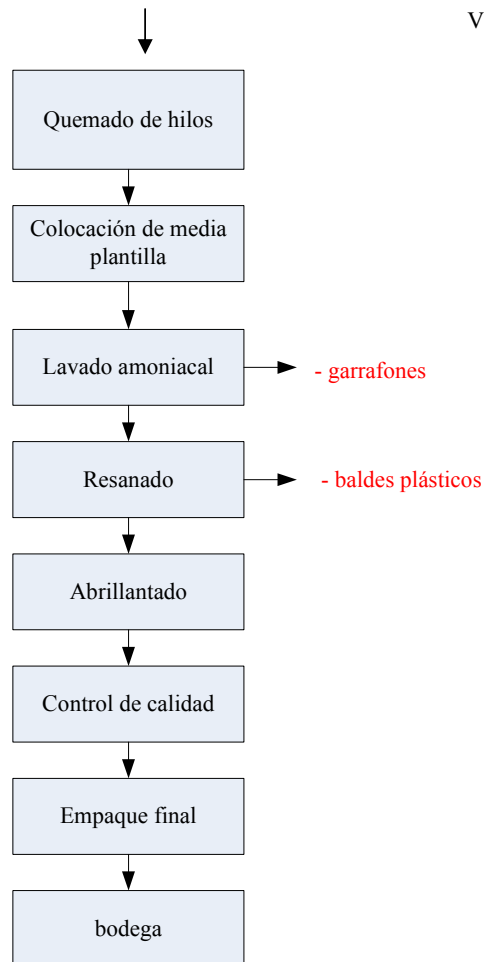 V
Quemado de hilos
Colocación de media
plantilla
Lavado amoniacal
- garrafones
Resanado
- baldes plásticos
Abrillantado
Control de calidad
Empaque final
bodega